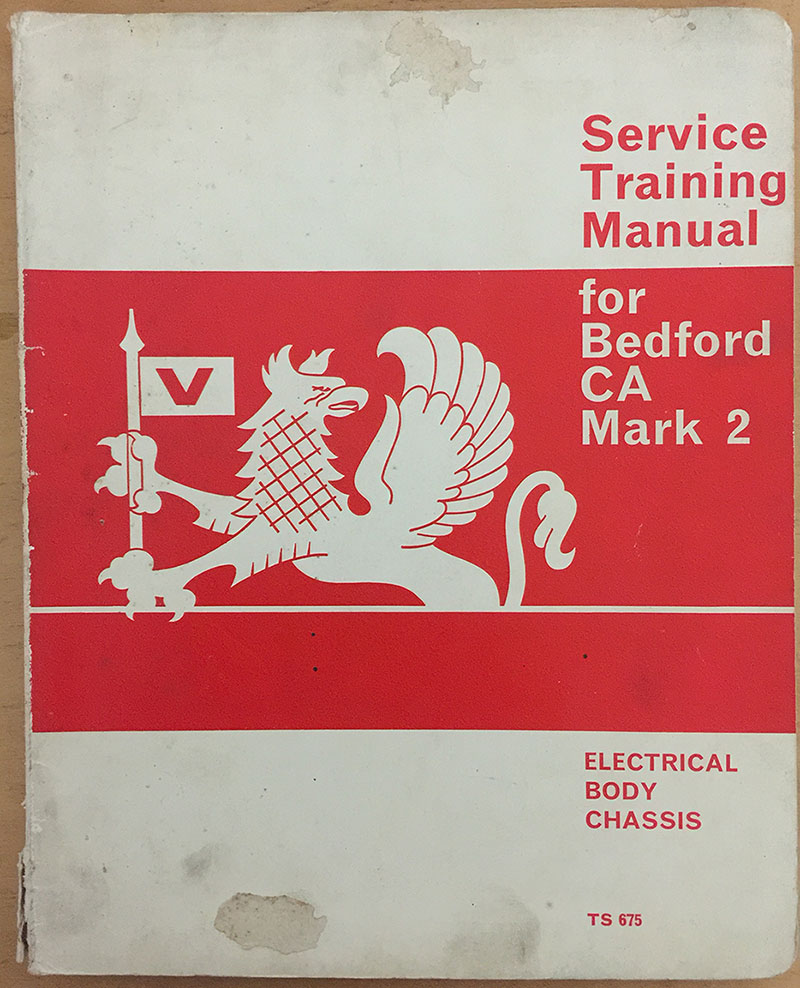 Service
Training
Manual
for
Bedford
CA
Mark 2
V
ELECTRICAL
BODY
CHASSIS
TS 675